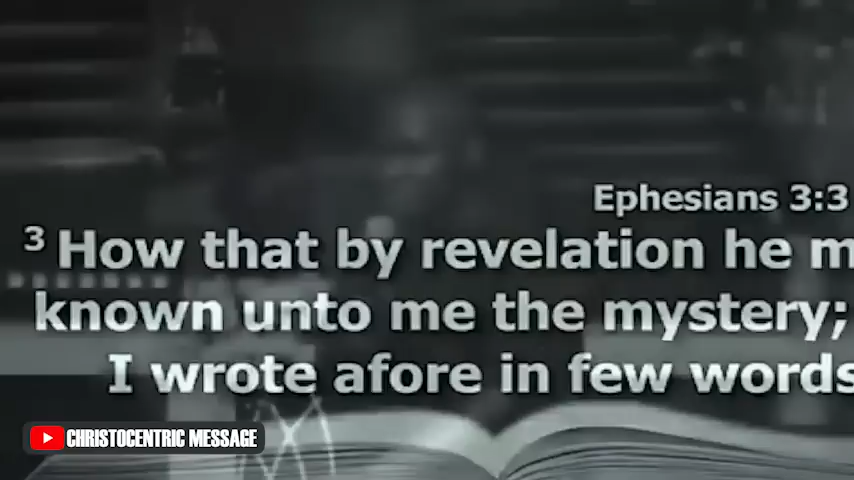 Ephesians 3:3
3 How that by revelation he m
known unto me the mystery;
I wrote afore in few words
CHRISTOCENTRIC MESSAGE